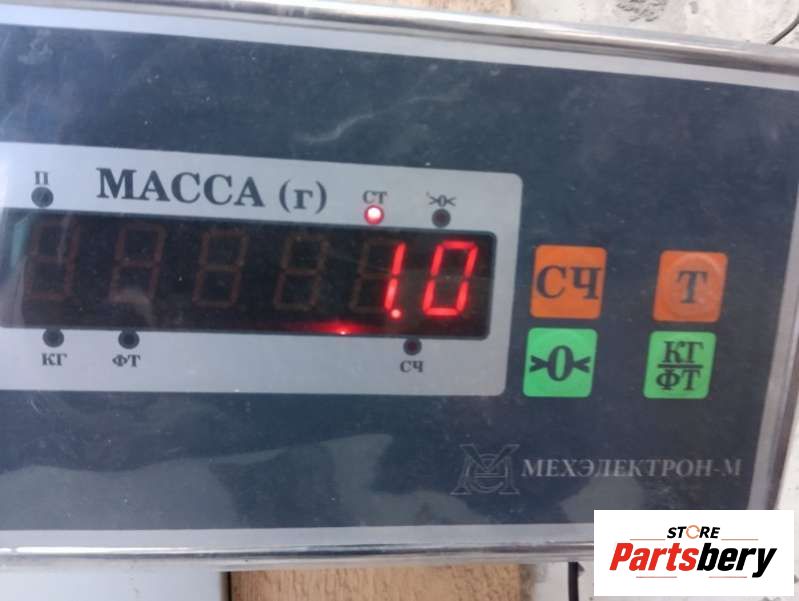 П МАССА (г) СТ >0<
1.0
КГ ФТ СЧ
СЧ Т
>0< КГ/ФТ
МЕХЭЛЕКТРОН-М
STORE
Partsbery